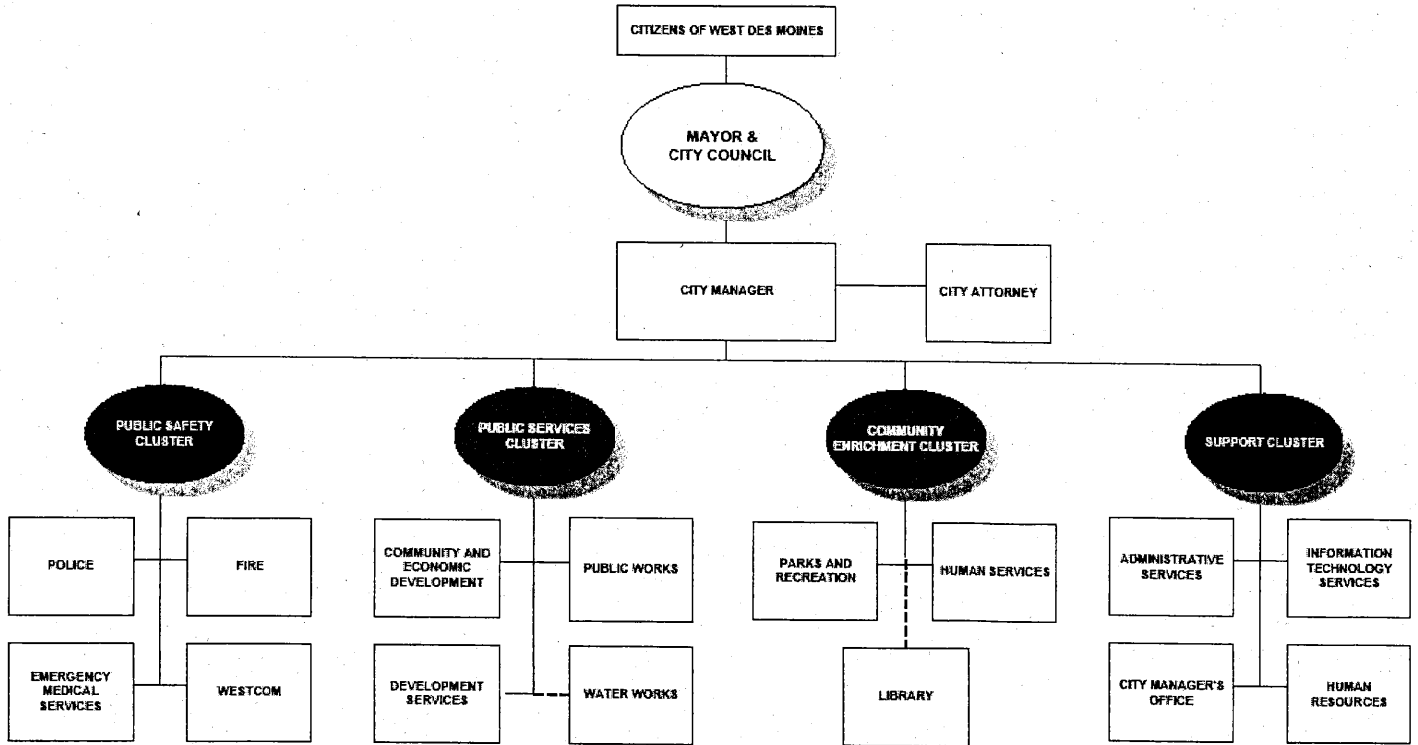 CITIZENS OF WEST DES MOINES
MAYOR &
CITY COUNCIL
CITY MANAGER
CITY ATTORNEY
PUBLIC SAFETY
CLUSTER
PUBLIC SERVICES
CLUSTER
COMMUNITY
ENRICHMENT CLUSTER
SUPPORT CLUSTER
POLICE
FIRE
COMMUNITY AND
ECONOMIC
DEVELOPMENT
PUBLIC WORKS
PARKS AND
RECREATION
HUMAN SERVICES
ADMINISTRATIVE
SERVICES
INFORMATION
TECHNOLOGY
SERVICES
EMERGENCY
MEDICAL
SERVICES
WESTCOM
DEVELOPMENT
SERVICES
WATER WORKS
LIBRARY
CITY MANAGER'S
OFFICE
HUMAN
RESOURCES